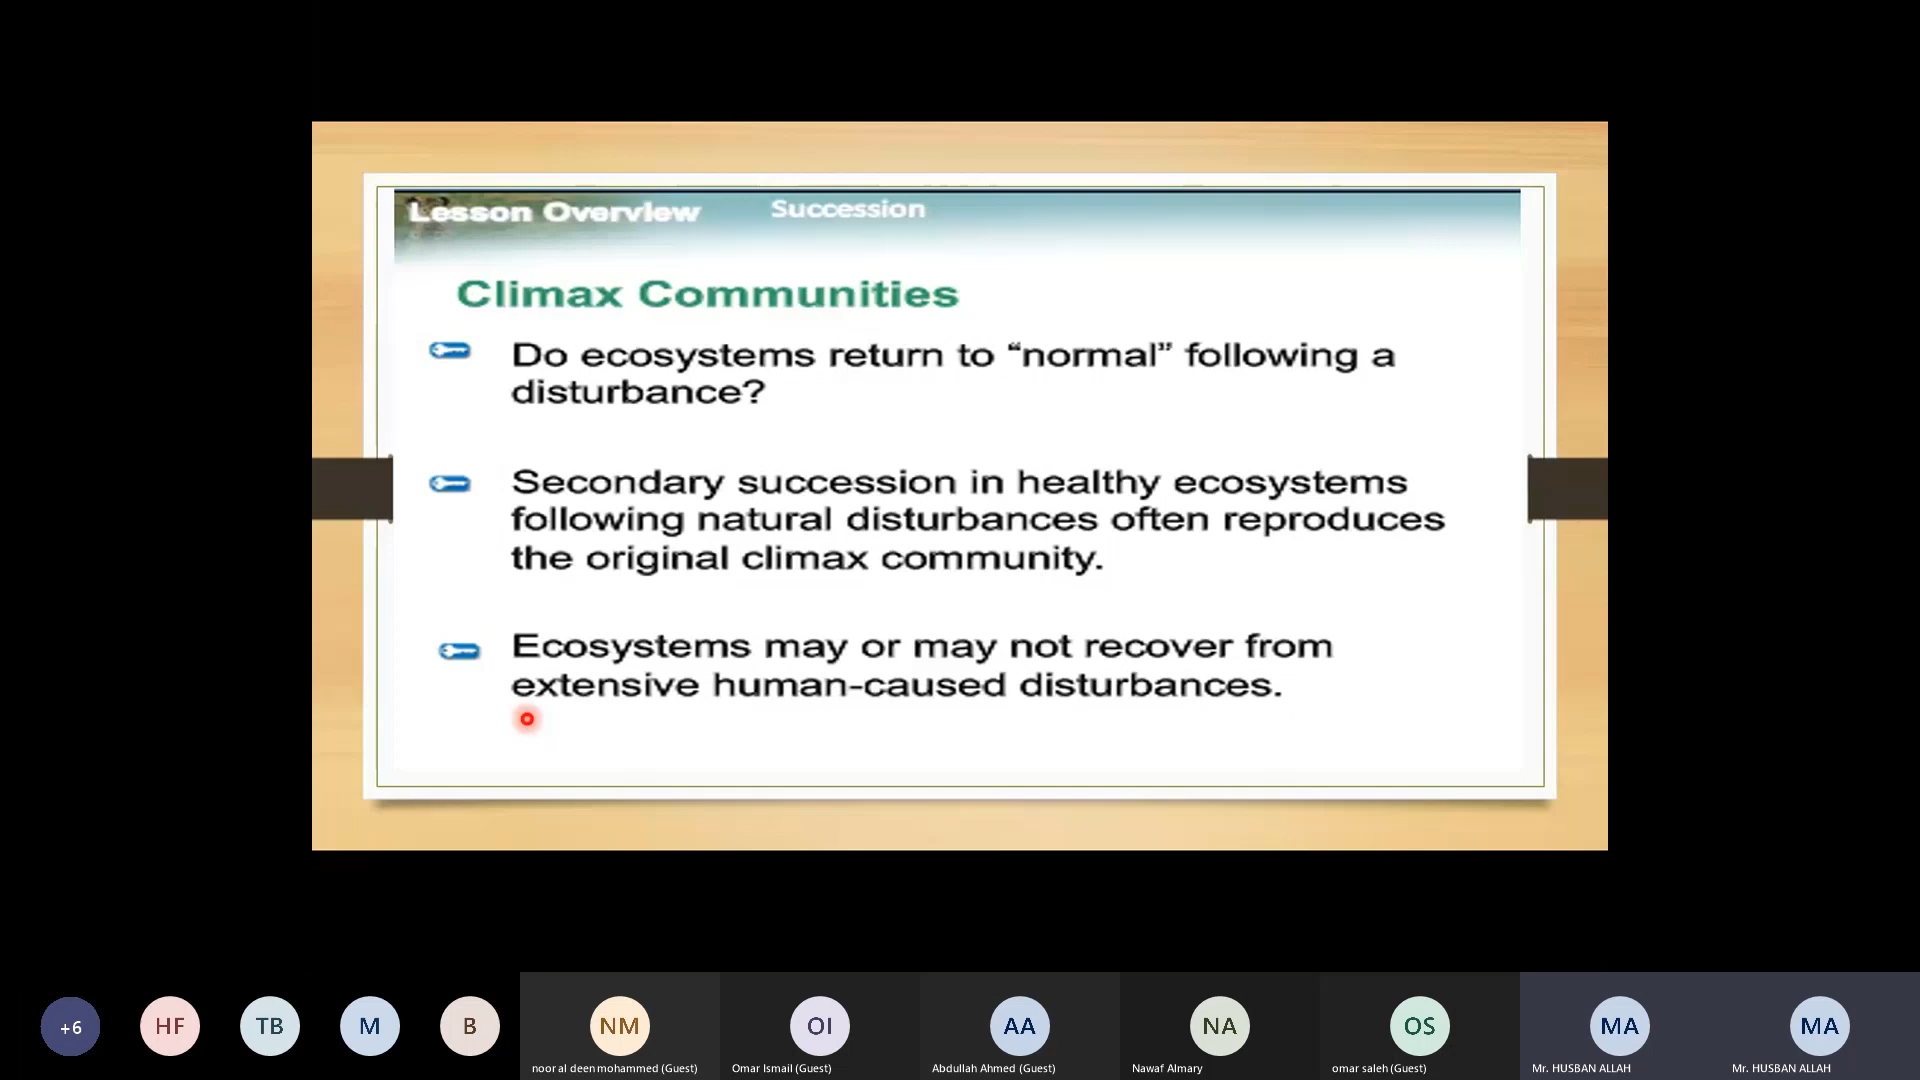 Lesson Overview
Succession
Climax Communities
Do ecosystems return to “normal” following a
disturbance?
Secondary succession in healthy ecosystems
following natural disturbances often reproduces
the original climax community.
Ecosystems may or may not recover from
extensive human-caused disturbances.
+6
HF
TB
M
B
NM
OI
AA
NA
OS
MA
MA
noor al deen mohammed (Guest)
Omar Ismail (Guest)
Abdullah Ahmed (Guest)
Nawaf Almary
omar saleh (Guest)
Mr. HUSBAN ALLAH
Mr. HUSBAN ALLAH